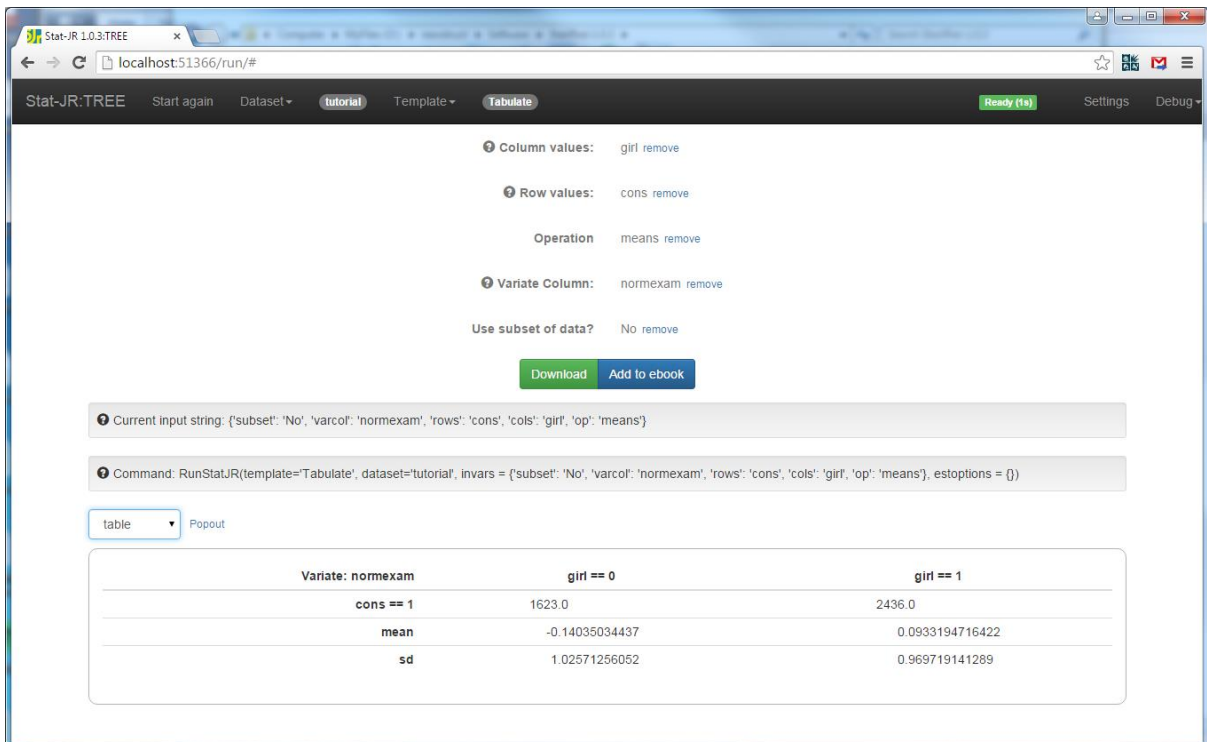 Stat-JR 1.0.3:TREE
localhost:51366/run/#
Stat-JR:TREE Start again Dataset tutorial Template Tabulate Ready (1s) Settings Debug
Column values: girl remove
Row values: cons remove
Operation means remove
Variate Column: normexam remove
Use subset of data? No remove
Download Add to ebook
Current input string: {'subset': 'No', 'varcol': 'normexam', 'rows': 'cons', 'cols': 'girl', 'op': 'means'}
Command: RunStatJR(template='Tabulate', dataset='tutorial', invars = {'subset': 'No', 'varcol': 'normexam', 'rows': 'cons', 'cols': 'girl', 'op': 'means'}, estoptions = {})
table Popout
Variate: normexam girl == 0 girl == 1
cons == 1 1623.0 2436.0
mean -0.14035034437 0.0933194716422
sd 1.02571256052 0.969719141289